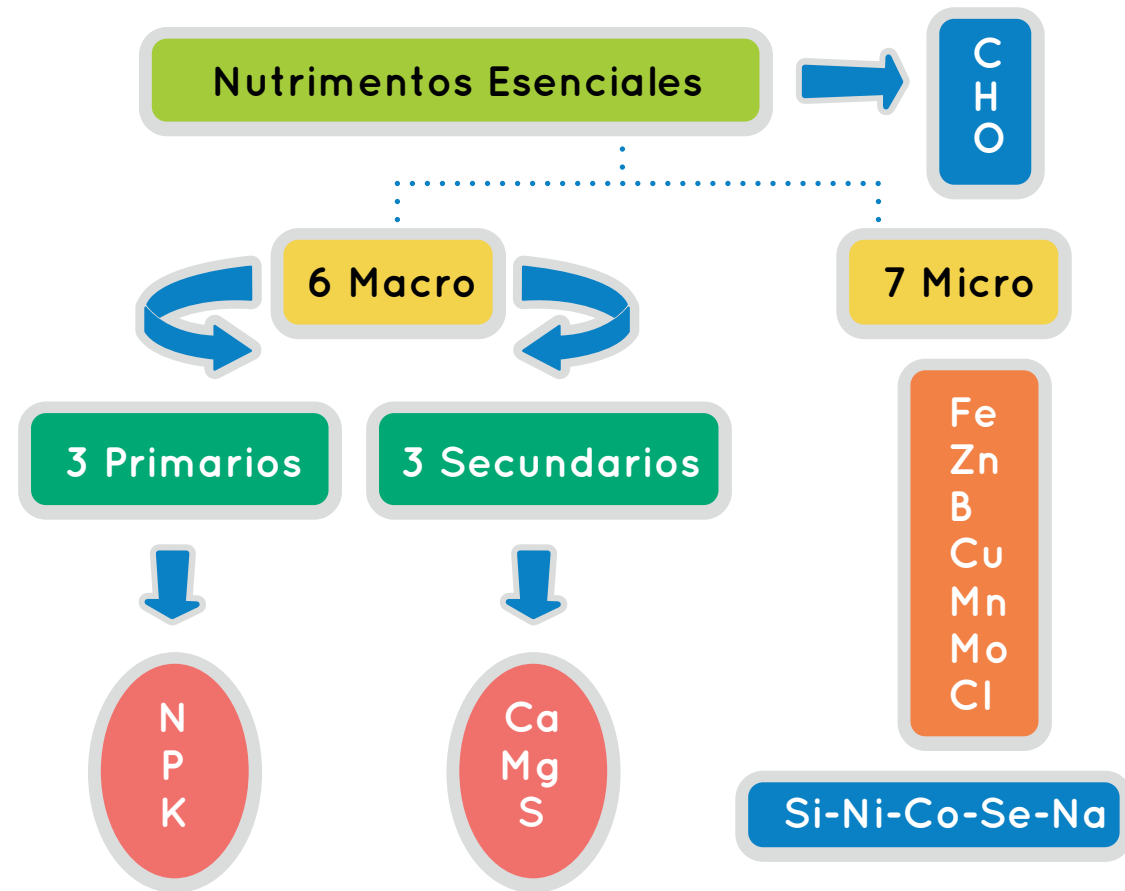 Nutrimentos Esenciales
C
H
O
6 Macro
7 Micro
3 Primarios
3 Secundarios
N
P
K
Ca
Mg
S
Fe
Zn
B
Cu
Mn
Mo
Cl
Si-Ni-Co-Se-Na